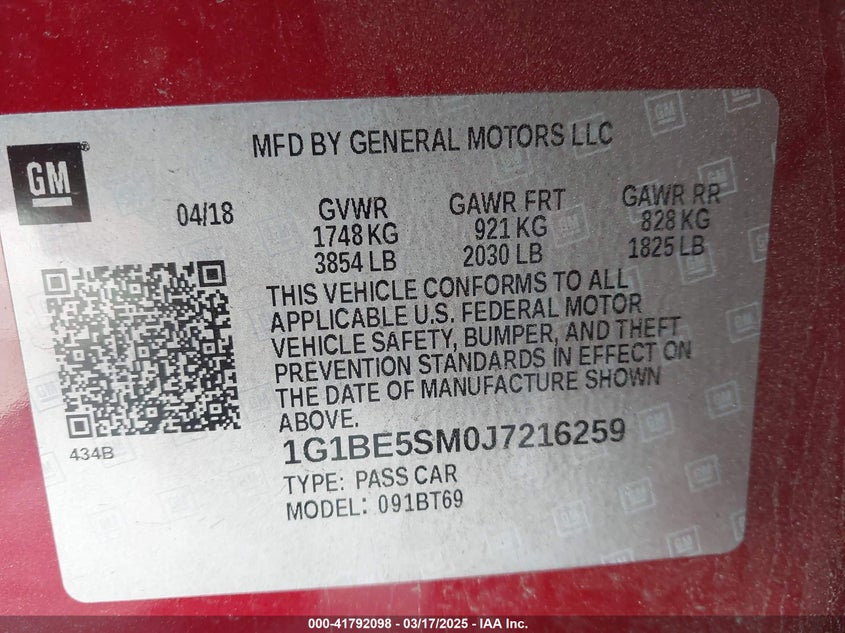 MFD BY GENERAL MOTORS LLC
GM
04/18
GVWR
1748 KG
3854 LB
GAWR FRT
921 KG
2030 LB
GAWR RR
828 KG
1825 LB
THIS VEHICLE CONFORMS TO ALL
APPLICABLE U.S. FEDERAL MOTOR
VEHICLE SAFETY, BUMPER, AND THEFT
PREVENTION STANDARDS IN EFFECT ON
THE DATE OF MANUFACTURE SHOWN
ABOVE.
434B
1G1BE5SM0J7216259
TYPE: PASS CAR
MODEL: 091BT69
000-41792098 - 03/17/2025 - IAA Inc.